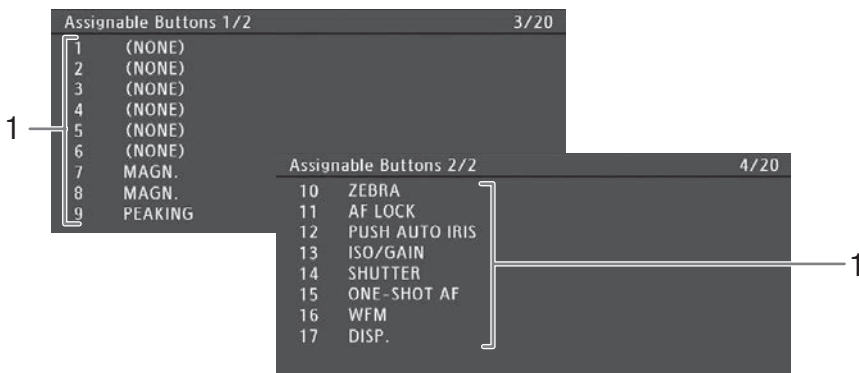 Assignable Buttons 1/2 3/20
1 (NONE)
2 (NONE)
3 (NONE)
4 (NONE)
5 (NONE)
6 (NONE)
7 MAGN.
8 MAGN.
9 PEAKING
1
Assignable Buttons 2/2 4/20
10 ZEBRA
11 AF LOCK
12 PUSH AUTO IRIS
13 ISO/GAIN
14 SHUTTER
15 ONE-SHOT AF
16 WFM
17 DISP.
1